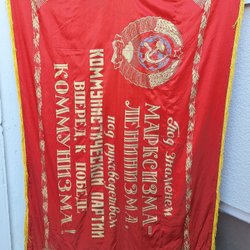 Под знаменем
МАРКСИЗМА-
ЛЕНИНИЗМА,
под руководством
КОММУНИСТИЧЕСКОЙ ПАРТИИ
ВПЕРЕД К ПОБЕДЕ
КОММУНИЗМА!